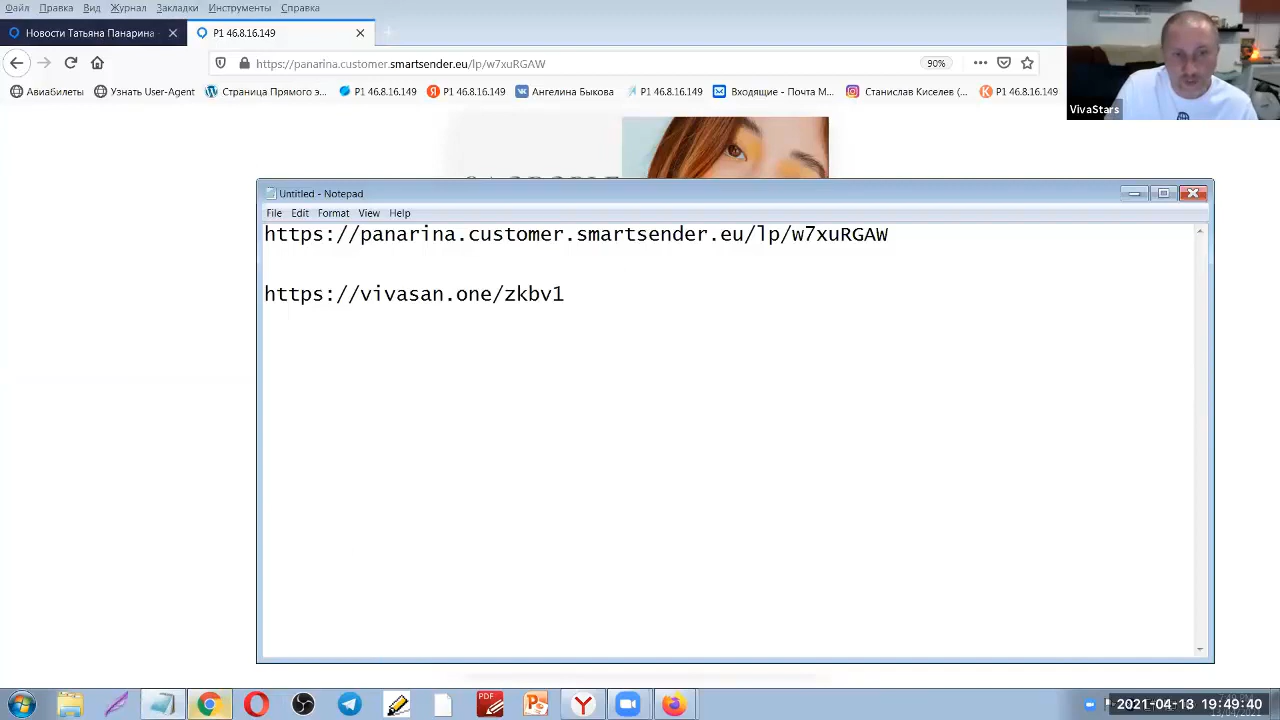 Файл Правка Вид Журнал Закладки Инструменты Справка
Новости Татьяна Панарина
P1 46.8.16.149
https://panarina.customer.smartsender.eu/lp/w7xuRGAW
90%
Авиабилеты
Узнать User-Agent
Страница Прямого э...
P1 46.8.16.149
P1 46.8.16.149
Ангелина Быкова
P1 46.8.16.149
Входящие - Почта M...
Станислав Киселев (...
P1 46.8.16.149
VivaStars
Untitled - Notepad
File Edit Format View Help
https://panarina.customer.smartsender.eu/lp/w7xuRGAW
https://vivasan.one/zkbv1
PDF
2021-04-13 19:49:40